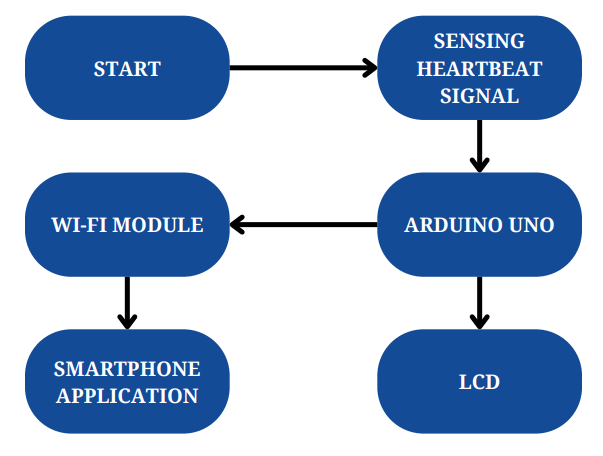 START
SENSING
HEARTBEAT
SIGNAL
WI-FI MODULE
ARDUINO UNO
SMARTPHONE
APPLICATION
LCD